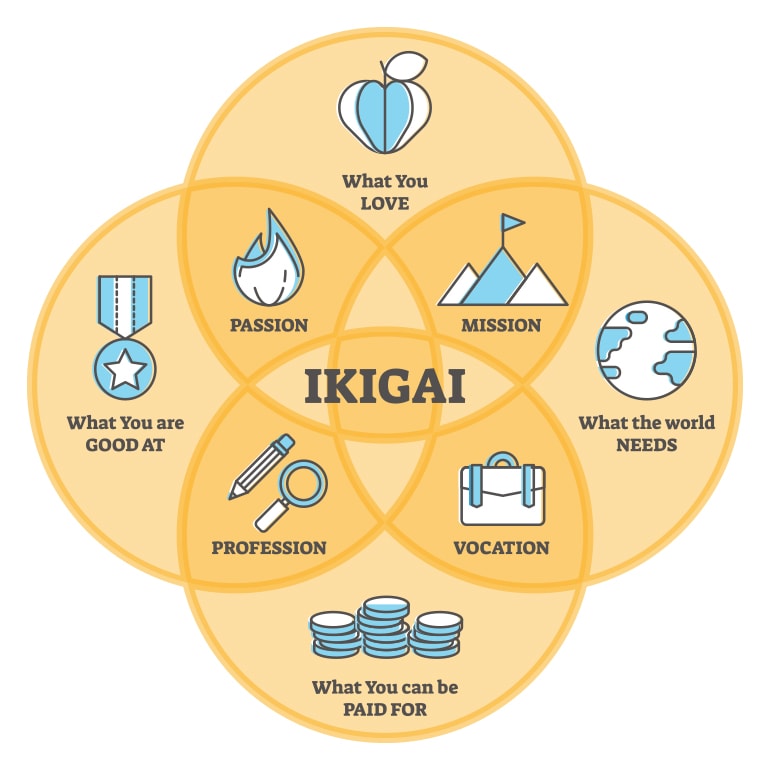 What You
LOVE
PASSION
MISSION
IKIGAI
What You are
GOOD AT
What the world
NEEDS
PROFESSION
VOCATION
What You can be
PAID FOR